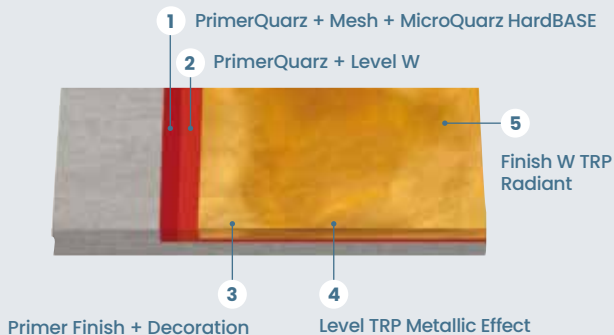 1 PrimerQuarz + Mesh + MicroQuarz HardBASE
2 PrimerQuarz + Level W
5
Finish W TRP
Radiant
3
4
Primer Finish + Decoration
Level TRP Metallic Effect